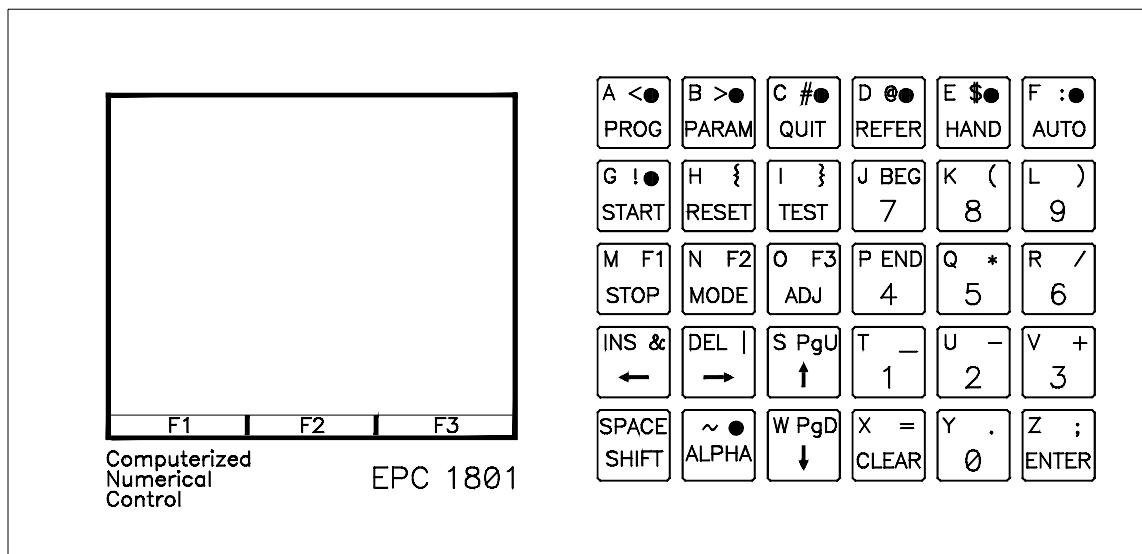 A <● B >● C #● D @● E $● F :●
PROG PARAM QUIT REFER HAND AUTO
G !● H { I } J BEG K ( L )
START RESET TEST 7 8 9
M F1 N F2 O F3 P END Q * R /
STOP MODE ADJ 4 5 6
INS & DEL | S PgU T _ U − V +
← → ↑ 1 2 3
F1 F2 F3
SPACE ~ ● W PgD X = Y . Z ;
SHIFT ALPHA ↓ CLEAR 0 ENTER
Computerized
Numerical
Control
EPC 1801